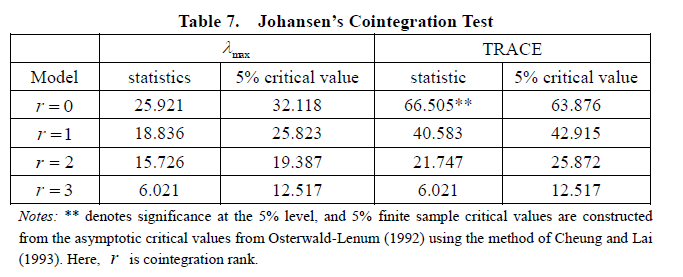 Table 7. Johansen's Cointegration Test
λmax TRACE
Model statistics 5% critical value statistic 5% critical value
r = 0 25.921 32.118 66.505** 63.876
r = 1 18.836 25.823 40.583 42.915
r = 2 15.726 19.387 21.747 25.872
r = 3 6.021 12.517 6.021 12.517
Notes: ** denotes significance at the 5% level, and 5% finite sample critical values are constructed
from the asymptotic critical values from Osterwald-Lenum (1992) using the method of Cheung and Lai
(1993). Here, r is cointegration rank.